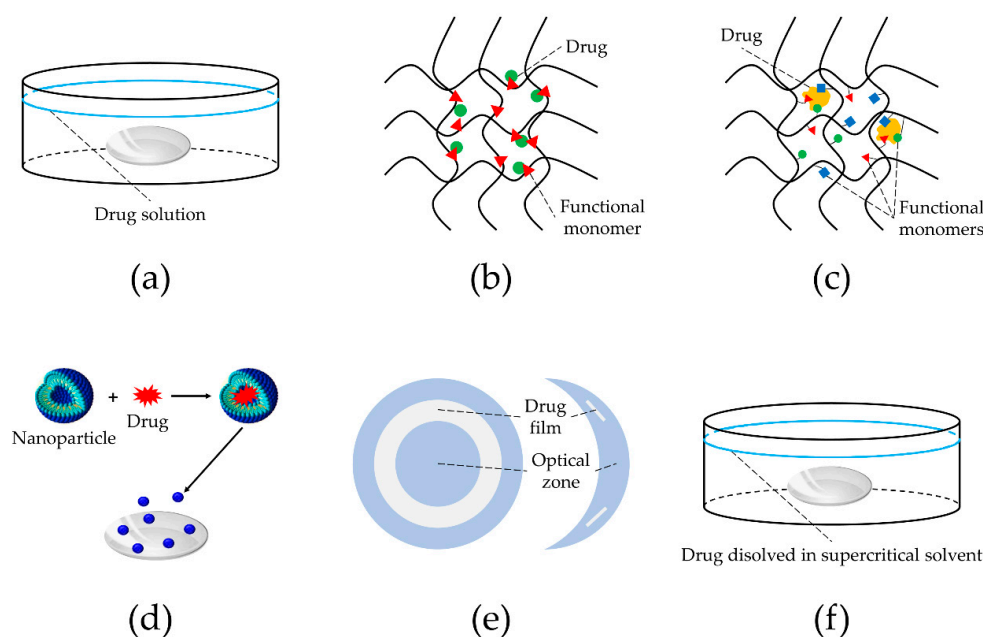 Drug solution
(a)
Drug
Functional
monomer
(b)
Drug
Functional
monomers
(c)
Nanoparticle
+
Drug
(d)
Drug
film
Optical
zone
(e)
Drug disolved in supercritical solvent
(f)